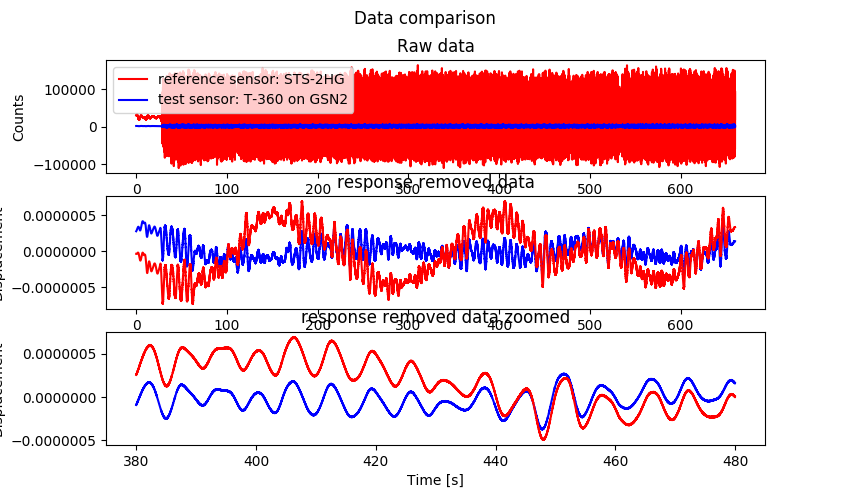 Data comparison
Raw data
Counts
100000
0
−100000
reference sensor: STS-2HG
test sensor: T-360 on GSN2
0 100 200 300 400 500 600
response removed data
0.0000005
0.0000000
−0.0000005
0 100 200 300 400 500 600
response removed data zoomed
0.0000005
0.0000000
−0.0000005
380 400 420 440 460 480
Time [s]